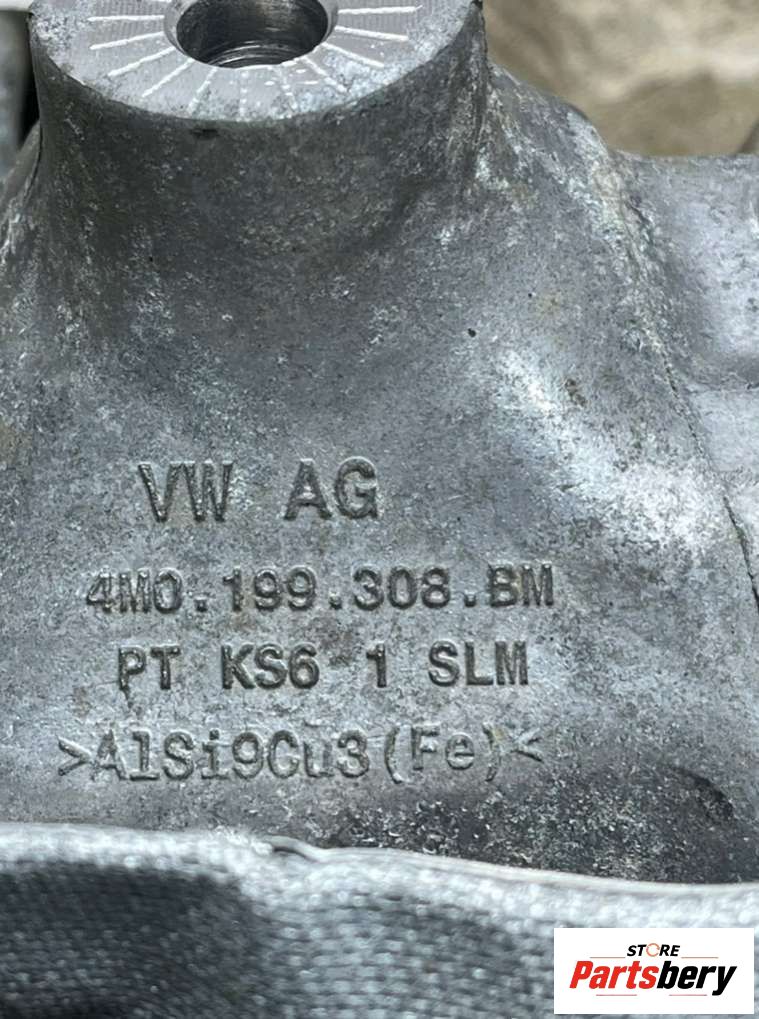 VW AG
4M0.199.308.BM
PT KS6 1 SLM
>AlSi9Cu3(Fe)<
STORE
Partsbery